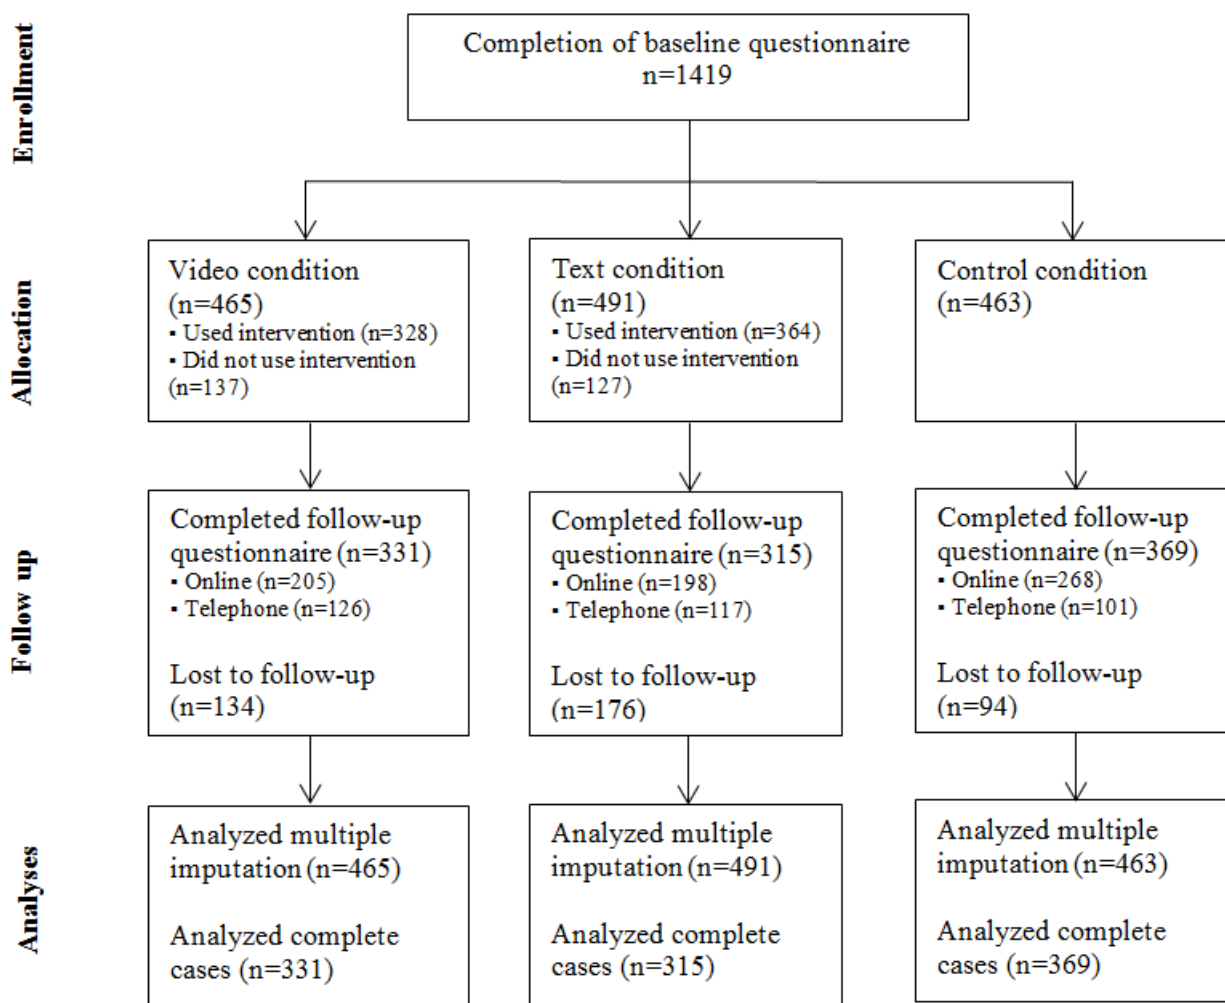 Enrollment
Completion of baseline questionnaire
n=1419
Allocation
Video condition
(n=465)
▪ Used intervention (n=328)
▪ Did not use intervention
(n=137)
Text condition
(n=491)
▪ Used intervention (n=364)
▪ Did not use intervention
(n=127)
Control condition
(n=463)
Follow up
Completed follow-up
questionnaire (n=331)
▪ Online (n=205)
▪ Telephone (n=126)
Lost to follow-up
(n=134)
Completed follow-up
questionnaire (n=315)
▪ Online (n=198)
▪ Telephone (n=117)
Lost to follow-up
(n=176)
Completed follow-up
questionnaire (n=369)
▪ Online (n=268)
▪ Telephone (n=101)
Lost to follow-up
(n=94)
Analyses
Analyzed multiple
imputation (n=465)
Analyzed complete
cases (n=331)
Analyzed multiple
imputation (n=491)
Analyzed complete
cases (n=315)
Analyzed multiple
imputation (n=463)
Analyzed complete
cases (n=369)